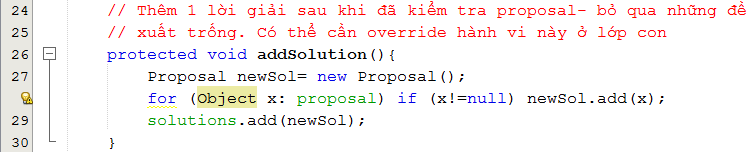 24 // Thêm 1 lời giải sau khi đã kiểm tra proposal- bỏ qua những đề
25 // xuất trống. Có thể cần override hành vi này ở lớp con
26 protected void addSolution(){
27 Proposal newSol= new Proposal();
for (Object x: proposal) if (x!=null) newSol.add(x);
29 solutions.add(newSol);
30 }